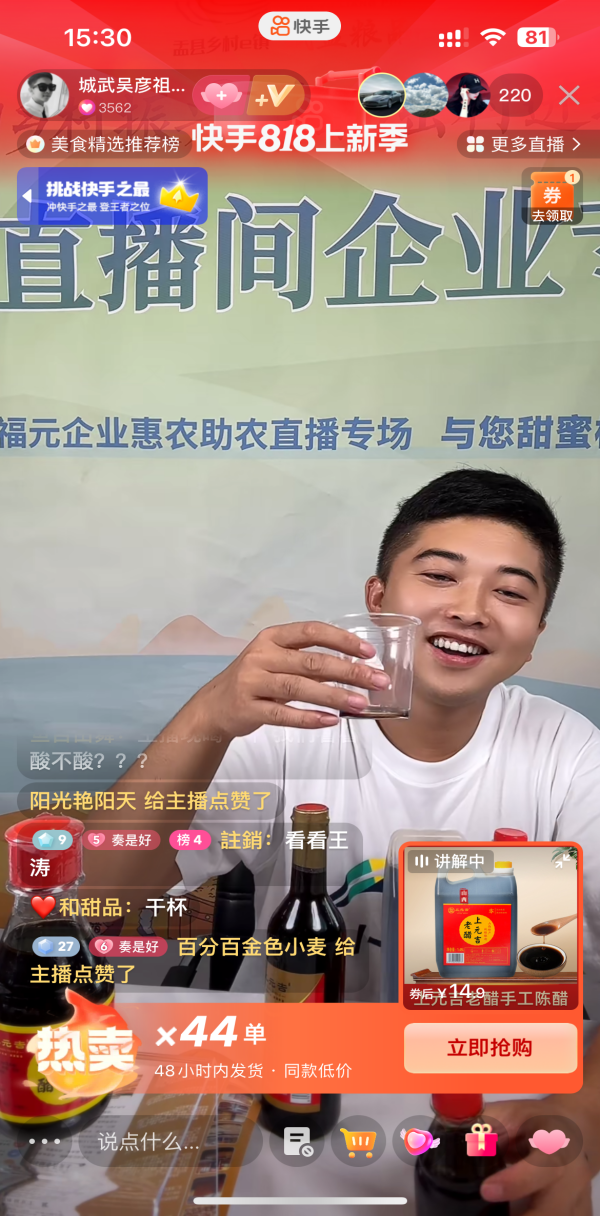 15:30
快手
81
城武吴彦祖...
3562
+V
220
美食精选推荐榜
快手818上新季
更多直播
挑战快手之最
冲快手之最 登王者之位
1
券
去领取
直播间企业
福元企业惠农助农直播专场 与您甜蜜
酸不酸？？？
阳光艳阳天 给主播点赞了
9 5 奏是好 榜4 註銷：看看王
涛
❤️和甜品：干杯
27 6 奏是好 百分百金色小麦 给
主播点赞了
讲解中
上元吉
老醋
券后¥14.9
上元吉老醋手工陈醋
热卖
×44单
48小时内发货 · 同款低价
立即抢购
说点什么...